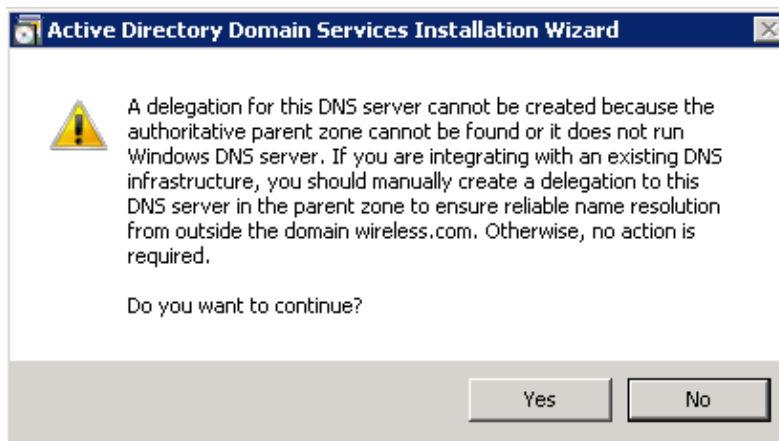 Active Directory Domain Services Installation Wizard
A delegation for this DNS server cannot be created because the
authoritative parent zone cannot be found or it does not run
Windows DNS server. If you are integrating with an existing DNS
infrastructure, you should manually create a delegation to this
DNS server in the parent zone to ensure reliable name resolution
from outside the domain wireless.com. Otherwise, no action is
required.
Do you want to continue?
Yes
No